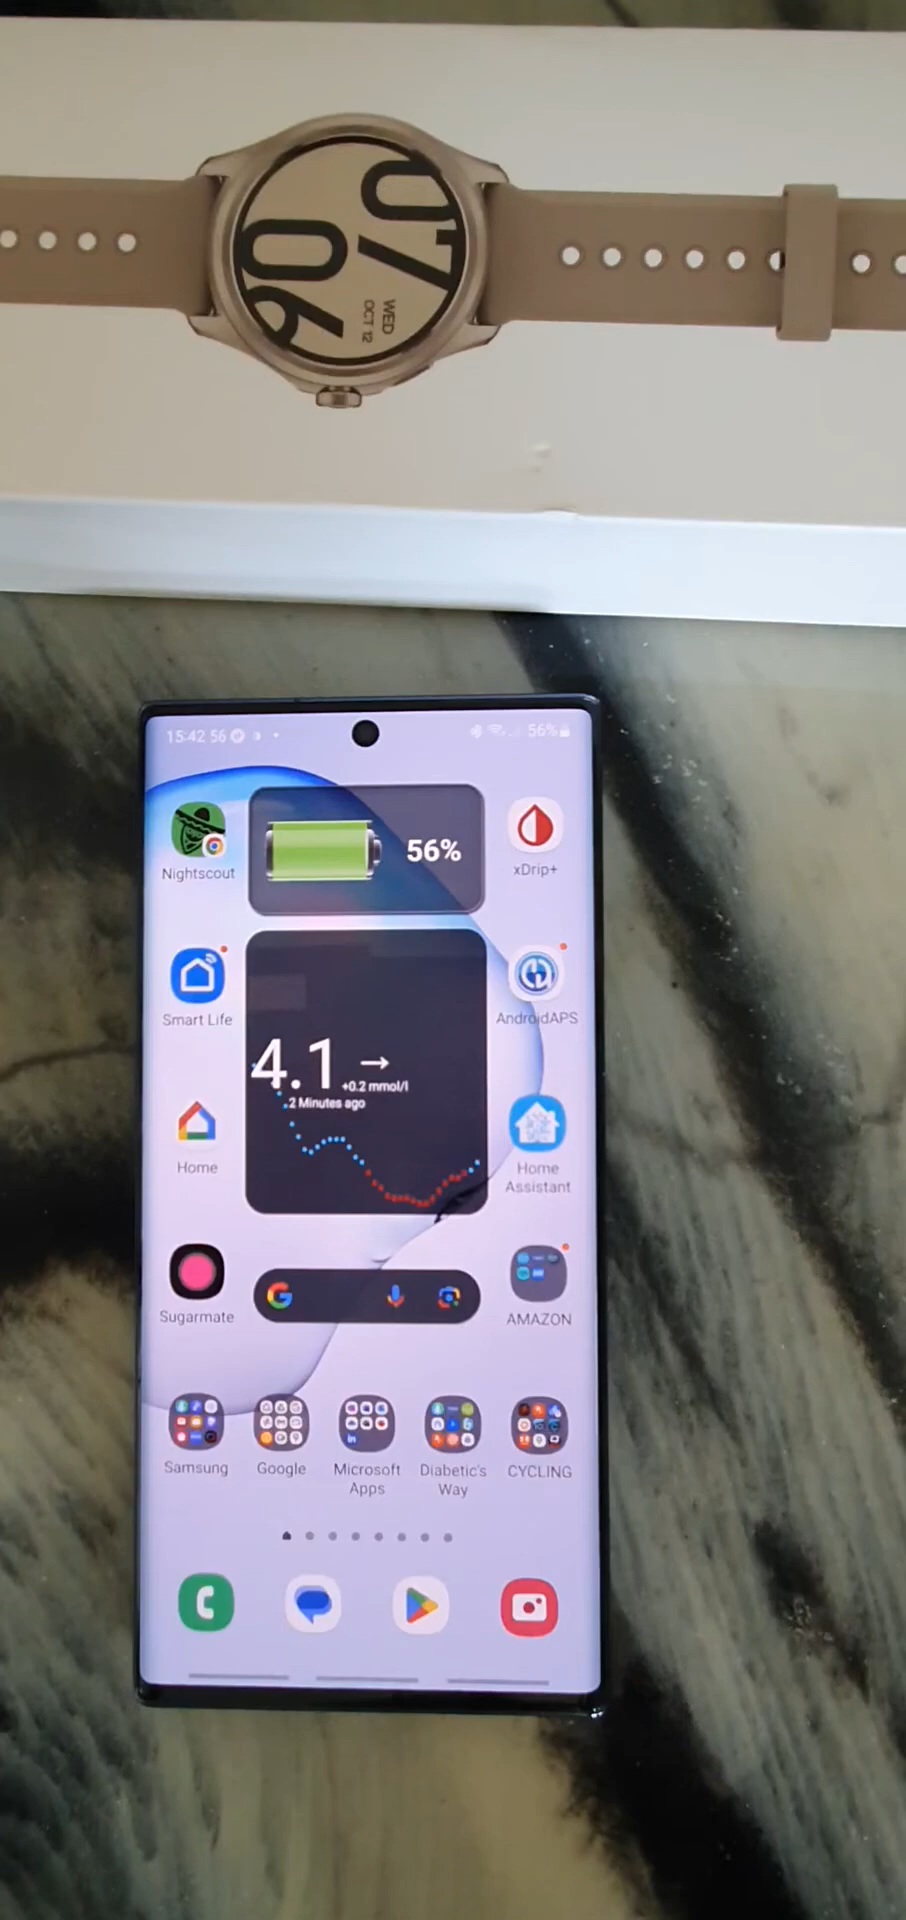 07
06
WED
OCT 12
15:42 56
56%
56%
Nightscout
xDrip+
Smart Life
AndroidAPS
4.1 →
+0.2 mmol/l
2 Minutes ago
Home
Home
Assistant
Sugarmate
AMAZON
Samsung
Google
Microsoft
Apps
Diabetic's
Way
CYCLING